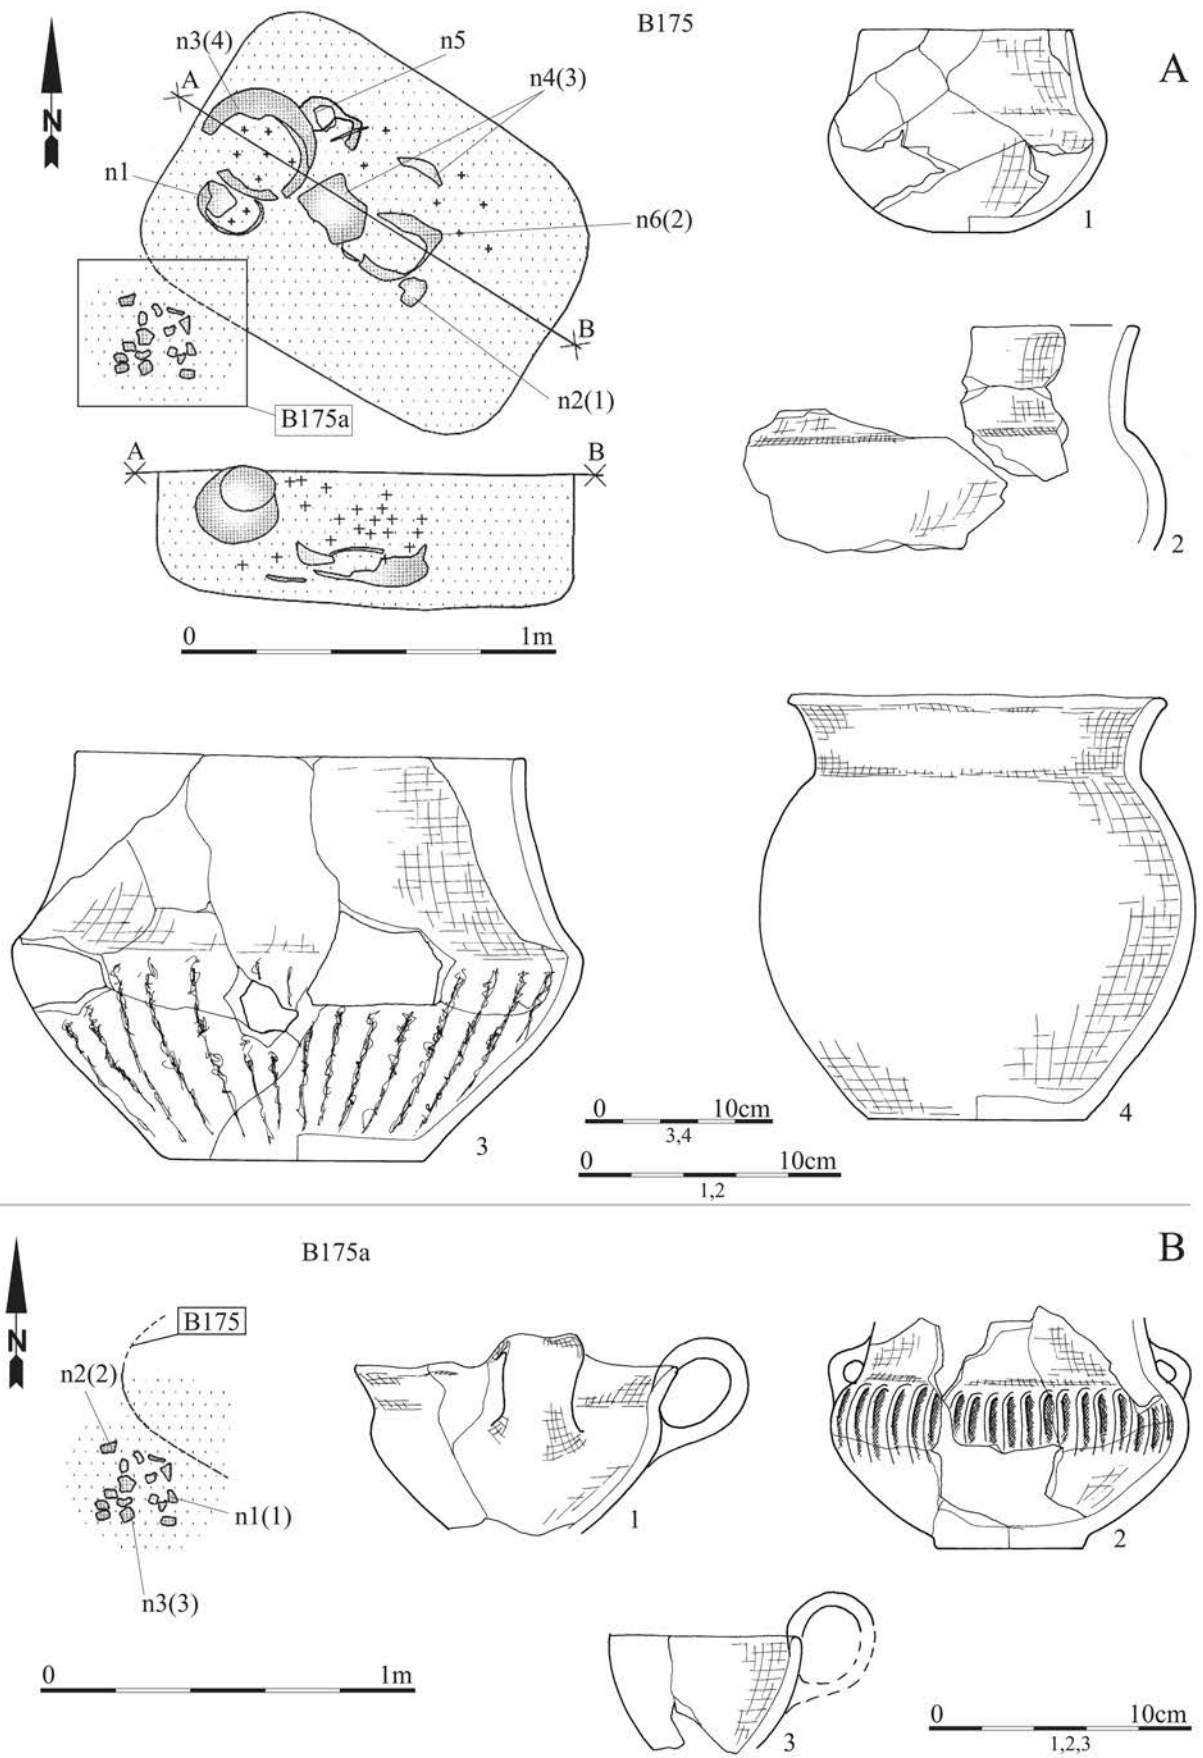 B175
A
N
n3(4)
n5
A
n4(3)
n1
n6(2)
B
n2(1)
B175a
1
2
A
B
0 1m
3
4
0 10cm
3,4
0 10cm
1,2
B175a
B
N
B175
n2(2)
n1(1)
n3(3)
1
2
3
0 1m
0 10cm
1,2,3